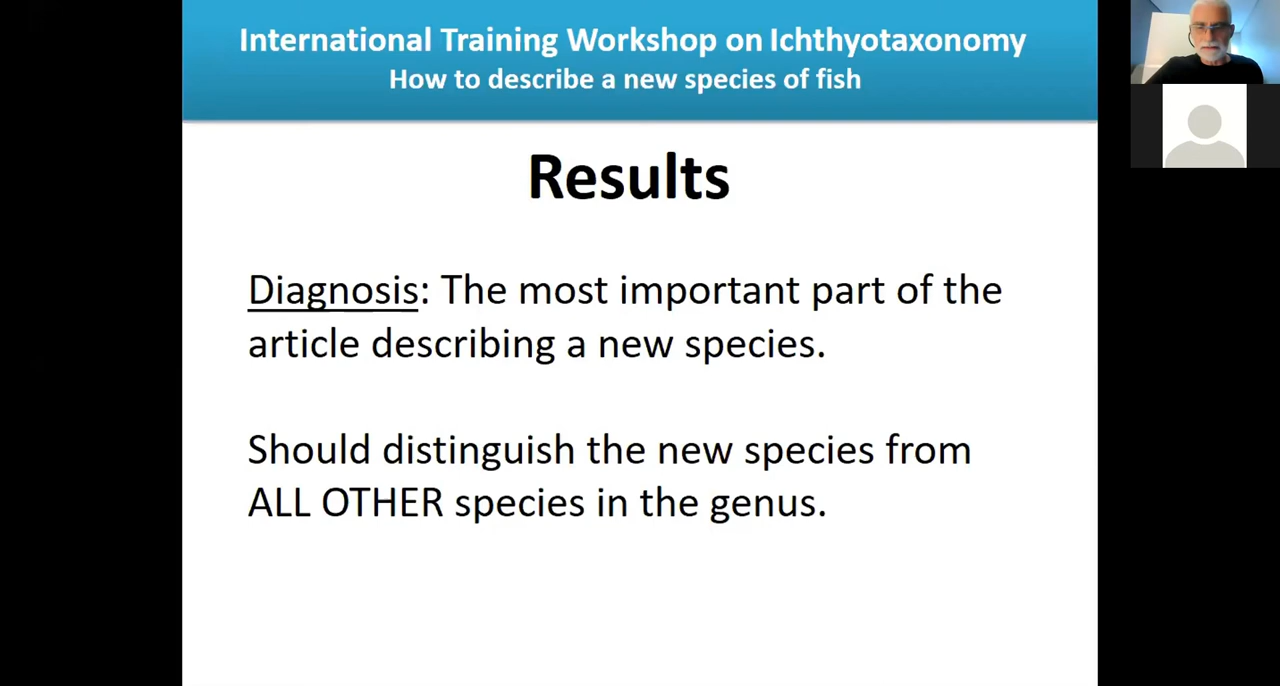 International Training Workshop on Ichthyotaxonomy
How to describe a new species of fish
Results
Diagnosis: The most important part of the
article describing a new species.
Should distinguish the new species from
ALL OTHER species in the genus.